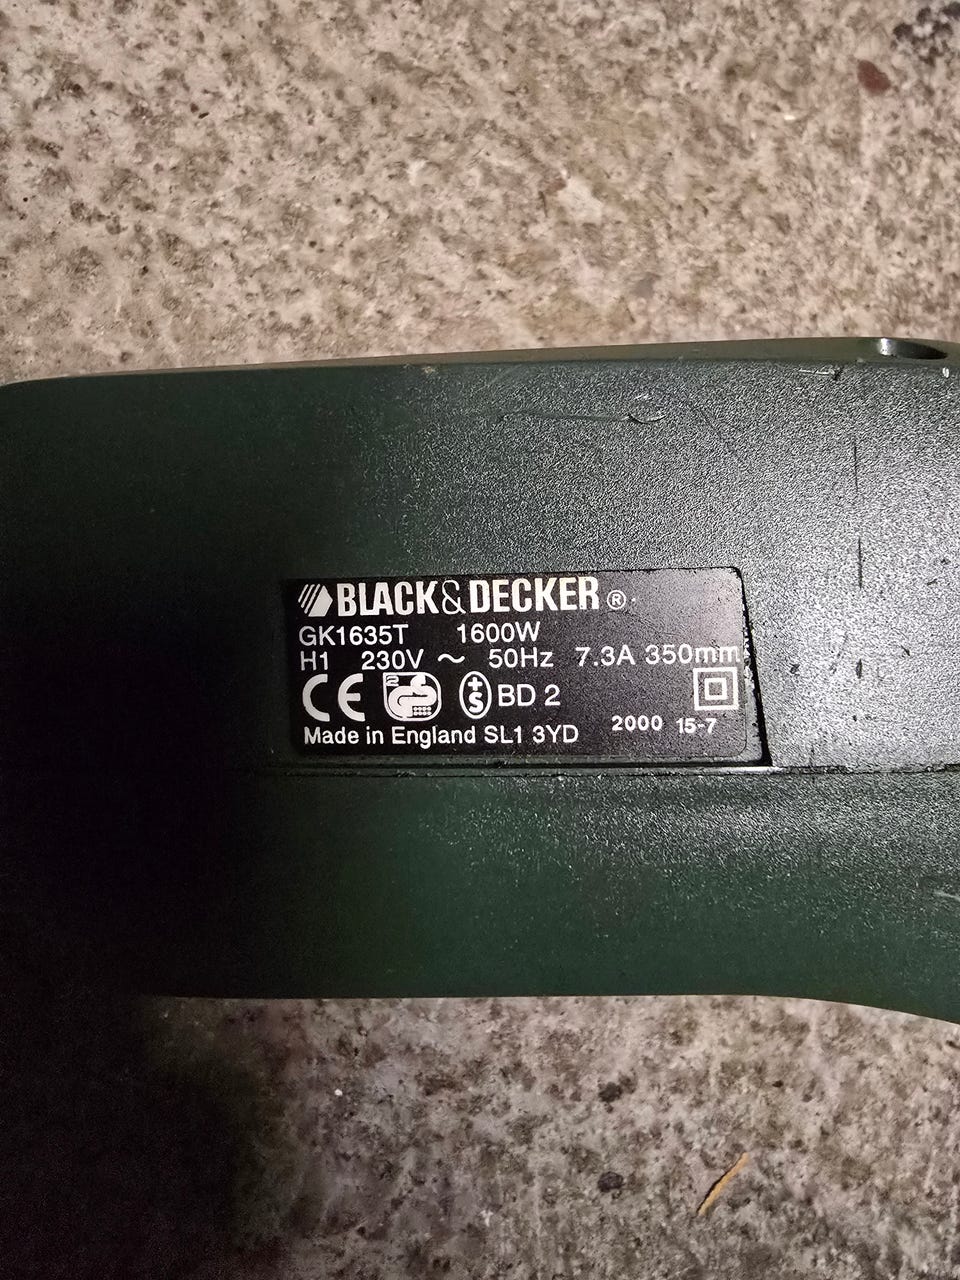 BLACK&DECKER®
GK1635T 1600W
H1 230V ~ 50Hz 7.3A 350mm
CE S BD 2
Made in England SL1 3YD 2000 15-7